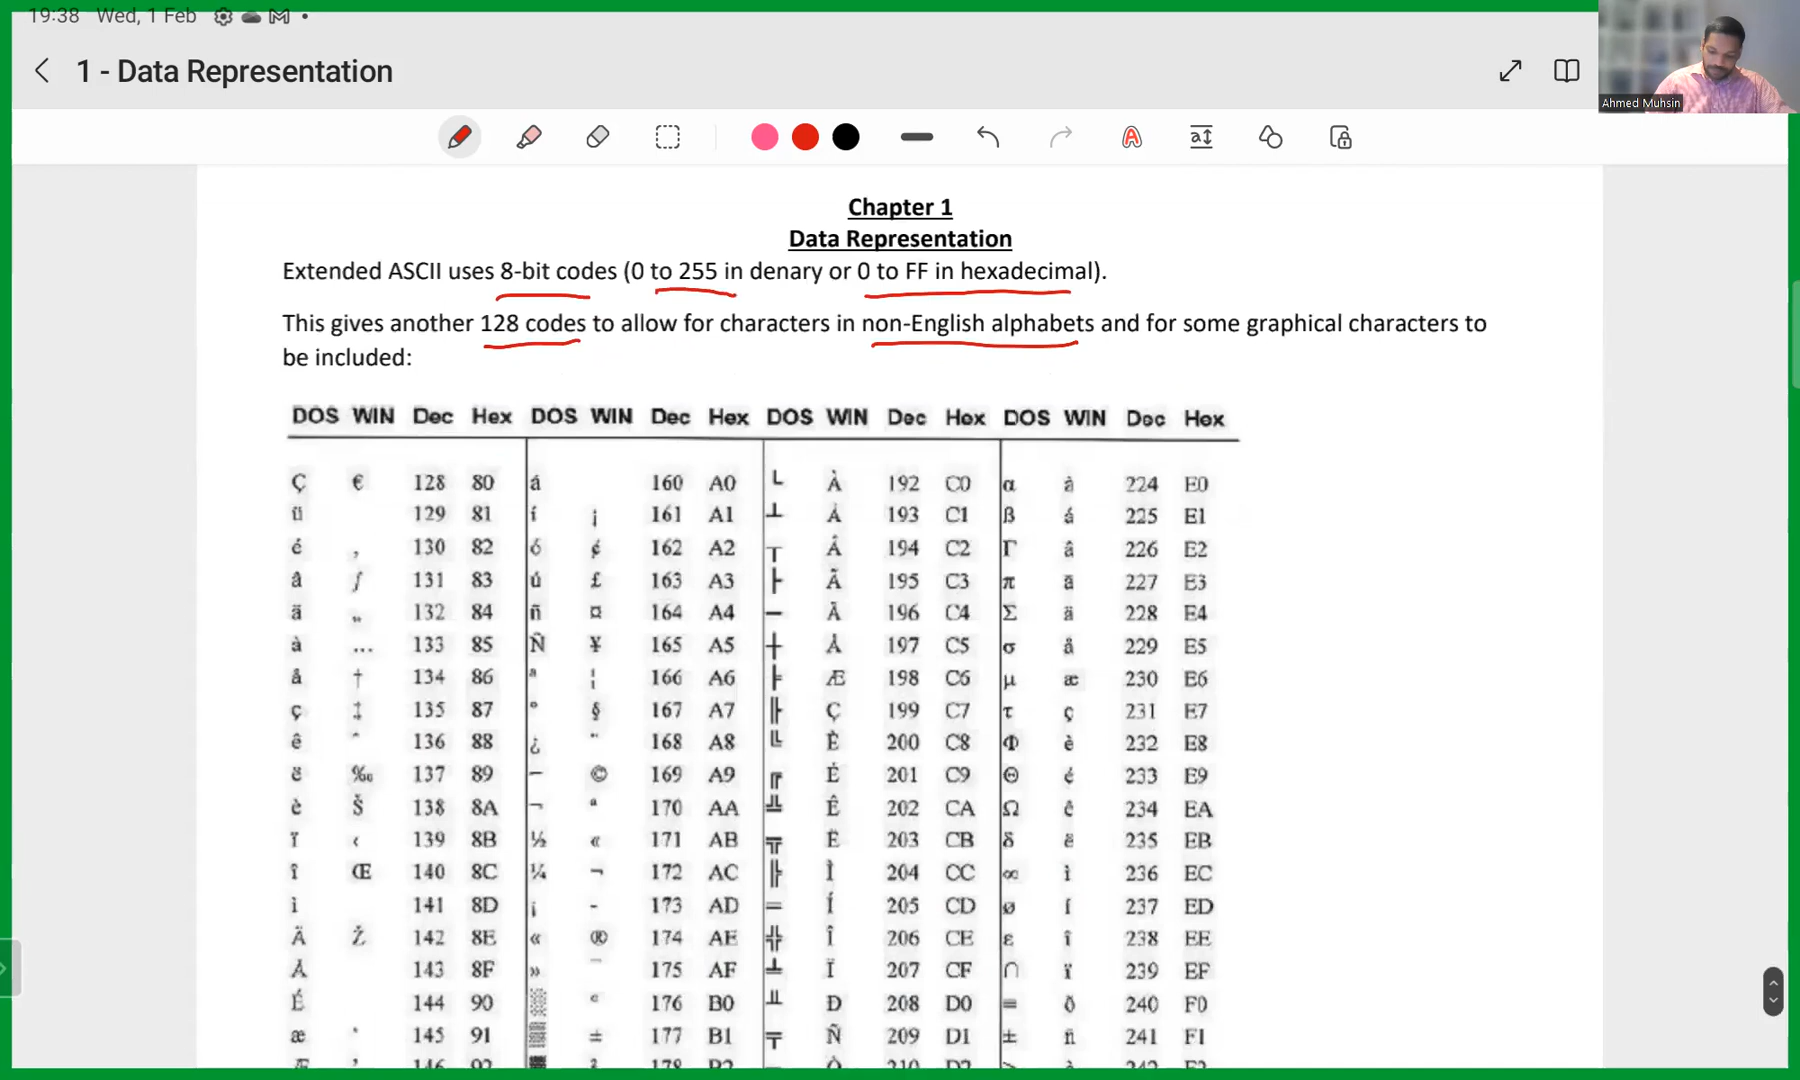 19:38 Wed, 1 Feb
1 - Data Representation
Ahmed Muhsin
Chapter 1
Data Representation
Extended ASCII uses 8-bit codes (0 to 255 in denary or 0 to FF in hexadecimal).
This gives another 128 codes to allow for characters in non-English alphabets and for some graphical characters to
be included:
DOS WIN Dec Hex DOS WIN Dec Hex DOS WIN Dec Hex DOS WIN Dec Hex
Ç € 128 80 á 160 A0 └ À 192 C0 α à 224 E0
ü 129 81 í ¡ 161 A1 ┴ Á 193 C1 ß á 225 E1
é ‚ 130 82 ó ¢ 162 A2 ┬ Â 194 C2 Γ â 226 E2
â ƒ 131 83 ú £ 163 A3 ├ Ã 195 C3 π ã 227 E3
ä „ 132 84 ñ ¤ 164 A4 ─ Ä 196 C4 Σ ä 228 E4
à … 133 85 Ñ ¥ 165 A5 ┼ Å 197 C5 σ å 229 E5
å † 134 86 ª ¦ 166 A6 ╞ Æ 198 C6 µ æ 230 E6
ç ‡ 135 87 º § 167 A7 ╟ Ç 199 C7 τ ç 231 E7
ê ˆ 136 88 ¿ ¨ 168 A8 ╚ È 200 C8 Φ è 232 E8
ë ‰ 137 89 ⌐ © 169 A9 ╔ É 201 C9 Θ é 233 E9
è Š 138 8A ¬ ª 170 AA ╩ Ê 202 CA Ω ê 234 EA
ï ‹ 139 8B ½ « 171 AB ╦ Ë 203 CB δ ë 235 EB
î Œ 140 8C ¼ ¬ 172 AC ╠ Ì 204 CC ∞ ì 236 EC
ì 141 8D ¡ - 173 AD ═ Í 205 CD ø í 237 ED
Ä Ž 142 8E « ® 174 AE ╬ Î 206 CE ε î 238 EE
Å 143 8F » ¯ 175 AF ╧ Ï 207 CF ∩ ï 239 EF
É 144 90 ░ 176 B0 ╨ Ð 208 D0 ≡ ð 240 F0
æ ‘ 145 91 ▒ ± 177 B1 ╤ Ñ 209 D1 ± ñ 241 F1